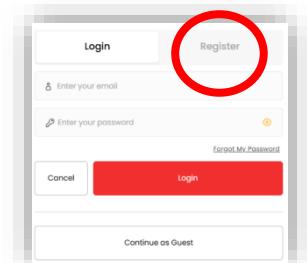 Login Register
Enter your email
Enter your password
Forgot My Password
Cancel Login
Continue as Guest